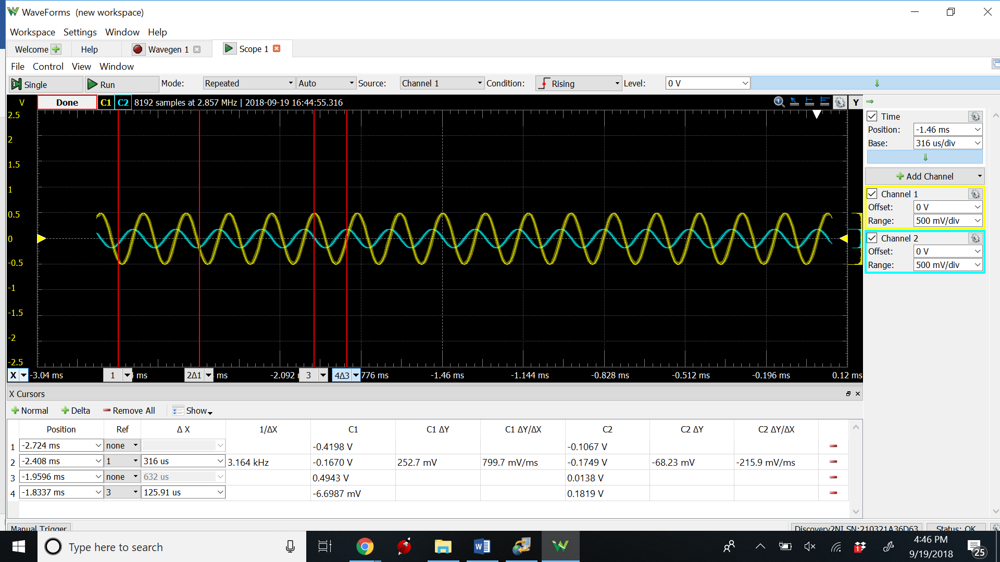 WaveForms (new workspace)
Workspace Settings Window Help
Welcome Help Wavegen 1 Scope 1
File Control View Window
Single Run Mode: Repeated Auto Source: Channel 1 Condition: Rising Level: 0 V
V Done C1 C2 8192 samples at 2.857 MHz | 2018-09-19 16:44:55.316 Y
2.5
2
1.5
1
0.5
0
-0.5
-1
-1.5
-2
-2.5
X -3.04 ms 1 ms 2Δ1 ms -2.092 3 4Δ3 776 ms -1.46 ms -1.144 ms -0.828 ms -0.512 ms -0.196 ms 0.12 ms
Time
Position: -1.46 ms
Base: 316 us/div
Add Channel
Channel 1
Offset: 0 V
Range: 500 mV/div
Channel 2
Offset: 0 V
Range: 500 mV/div
X Cursors
Normal Delta Remove All Show
Position Ref Δ X 1/ΔX C1 C1 ΔY C1 ΔY/ΔX C2 C2 ΔY C2 ΔY/ΔX
1 -2.724 ms none -0.4198 V -0.1067 V
2 -2.408 ms 1 316 us 3.164 kHz -0.1670 V 252.7 mV 799.7 mV/ms -0.1749 V -68.23 mV -215.9 mV/ms
3 -1.9596 ms none 632 us 0.4943 V 0.0138 V
4 -1.8337 ms 3 125.91 us -6.6987 mV 0.1819 V
Manual Trigger Discovery2NI SN:210321A36D63 Status: OK
Type here to search
4:46 PM
9/19/2018
1
25